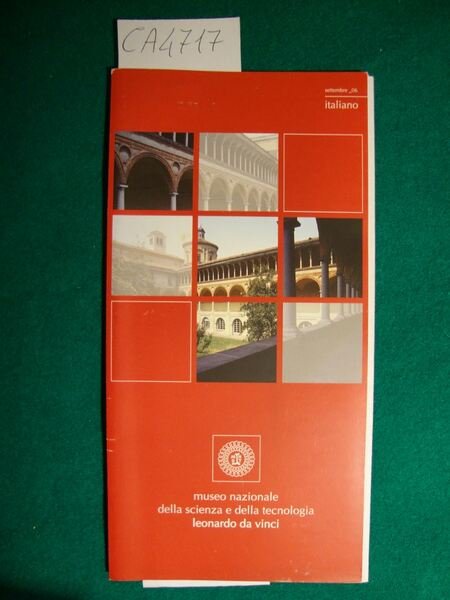 CA4717
settembre _06
italiano
museo nazionale
della scienza e della tecnologia
leonardo da vinci